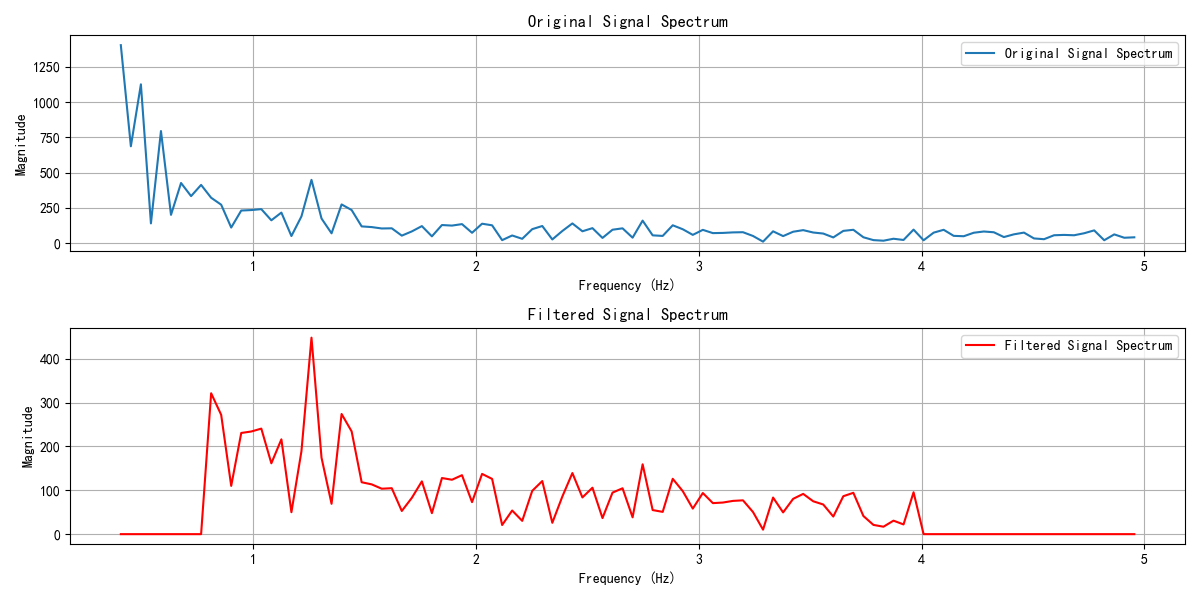 Original Signal Spectrum
Original Signal Spectrum
Magnitude
1250
1000
750
500
250
0
1 2 3 4 5
Frequency (Hz)
Filtered Signal Spectrum
Filtered Signal Spectrum
Magnitude
400
300
200
100
0
1 2 3 4 5
Frequency (Hz)